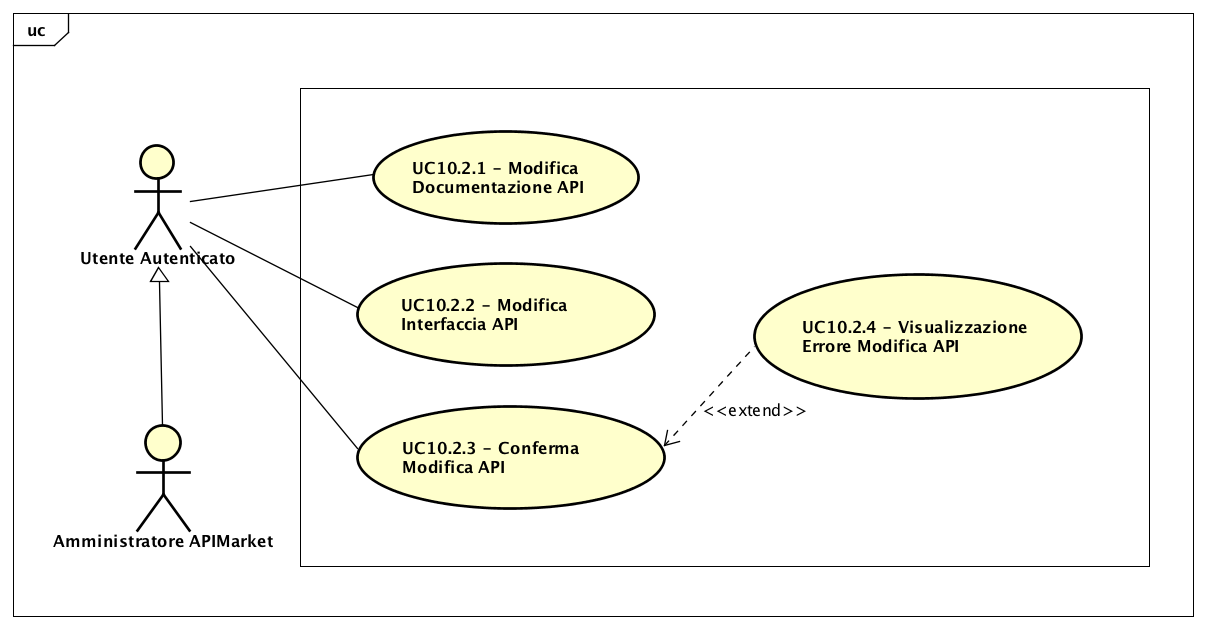 uc
UC10.2.1 – Modifica
Documentazione API
Utente Autenticato
UC10.2.2 – Modifica
Interfaccia API
UC10.2.4 – Visualizzazione
Errore Modifica API
<<extend>>
UC10.2.3 – Conferma
Modifica API
Amministratore APIMarket